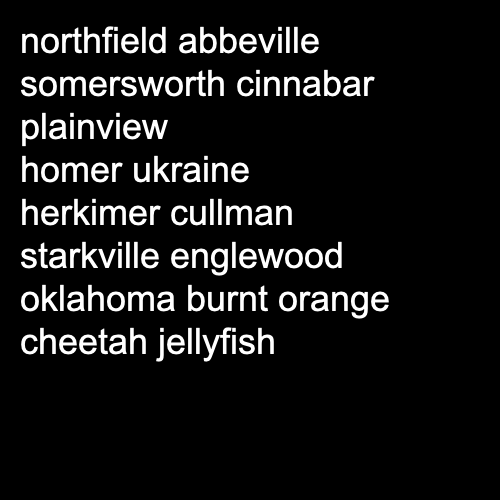 northfield abbeville
somersworth cinnabar
plainview
homer ukraine
herkimer cullman
starkville englewood
oklahoma burnt orange
cheetah jellyfish